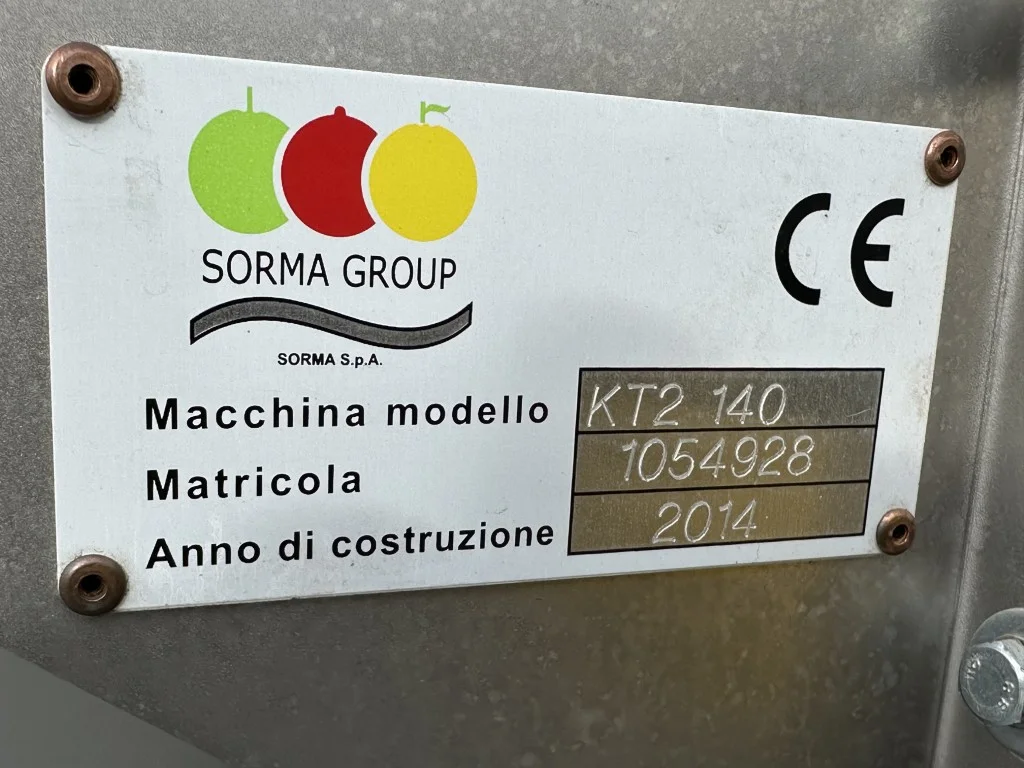 SORMA GROUP
CE
SORMA S.p.A.
Macchina modello KT2 140
Matricola 1054928
Anno di costruzione 2014